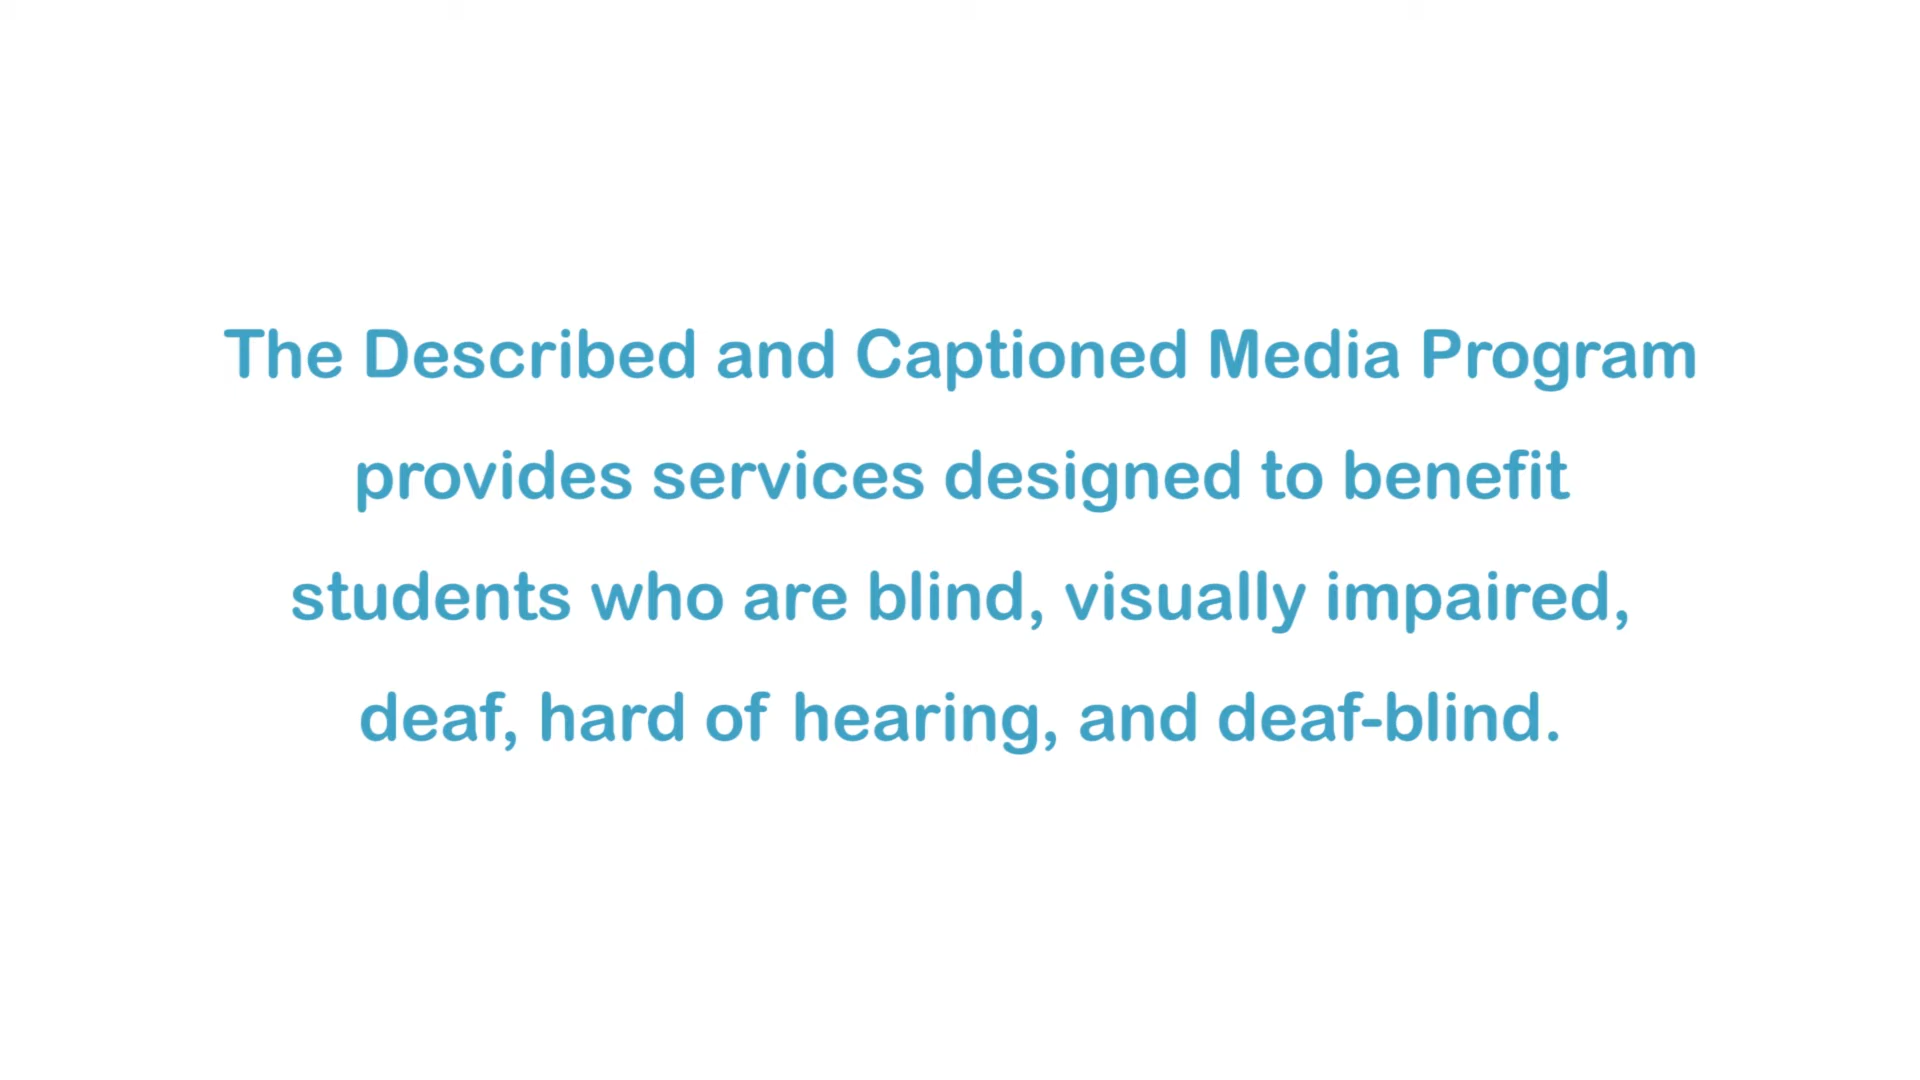 The Described and Captioned Media Program
provides services designed to benefit
students who are blind, visually impaired,
deaf, hard of hearing, and deaf-blind.